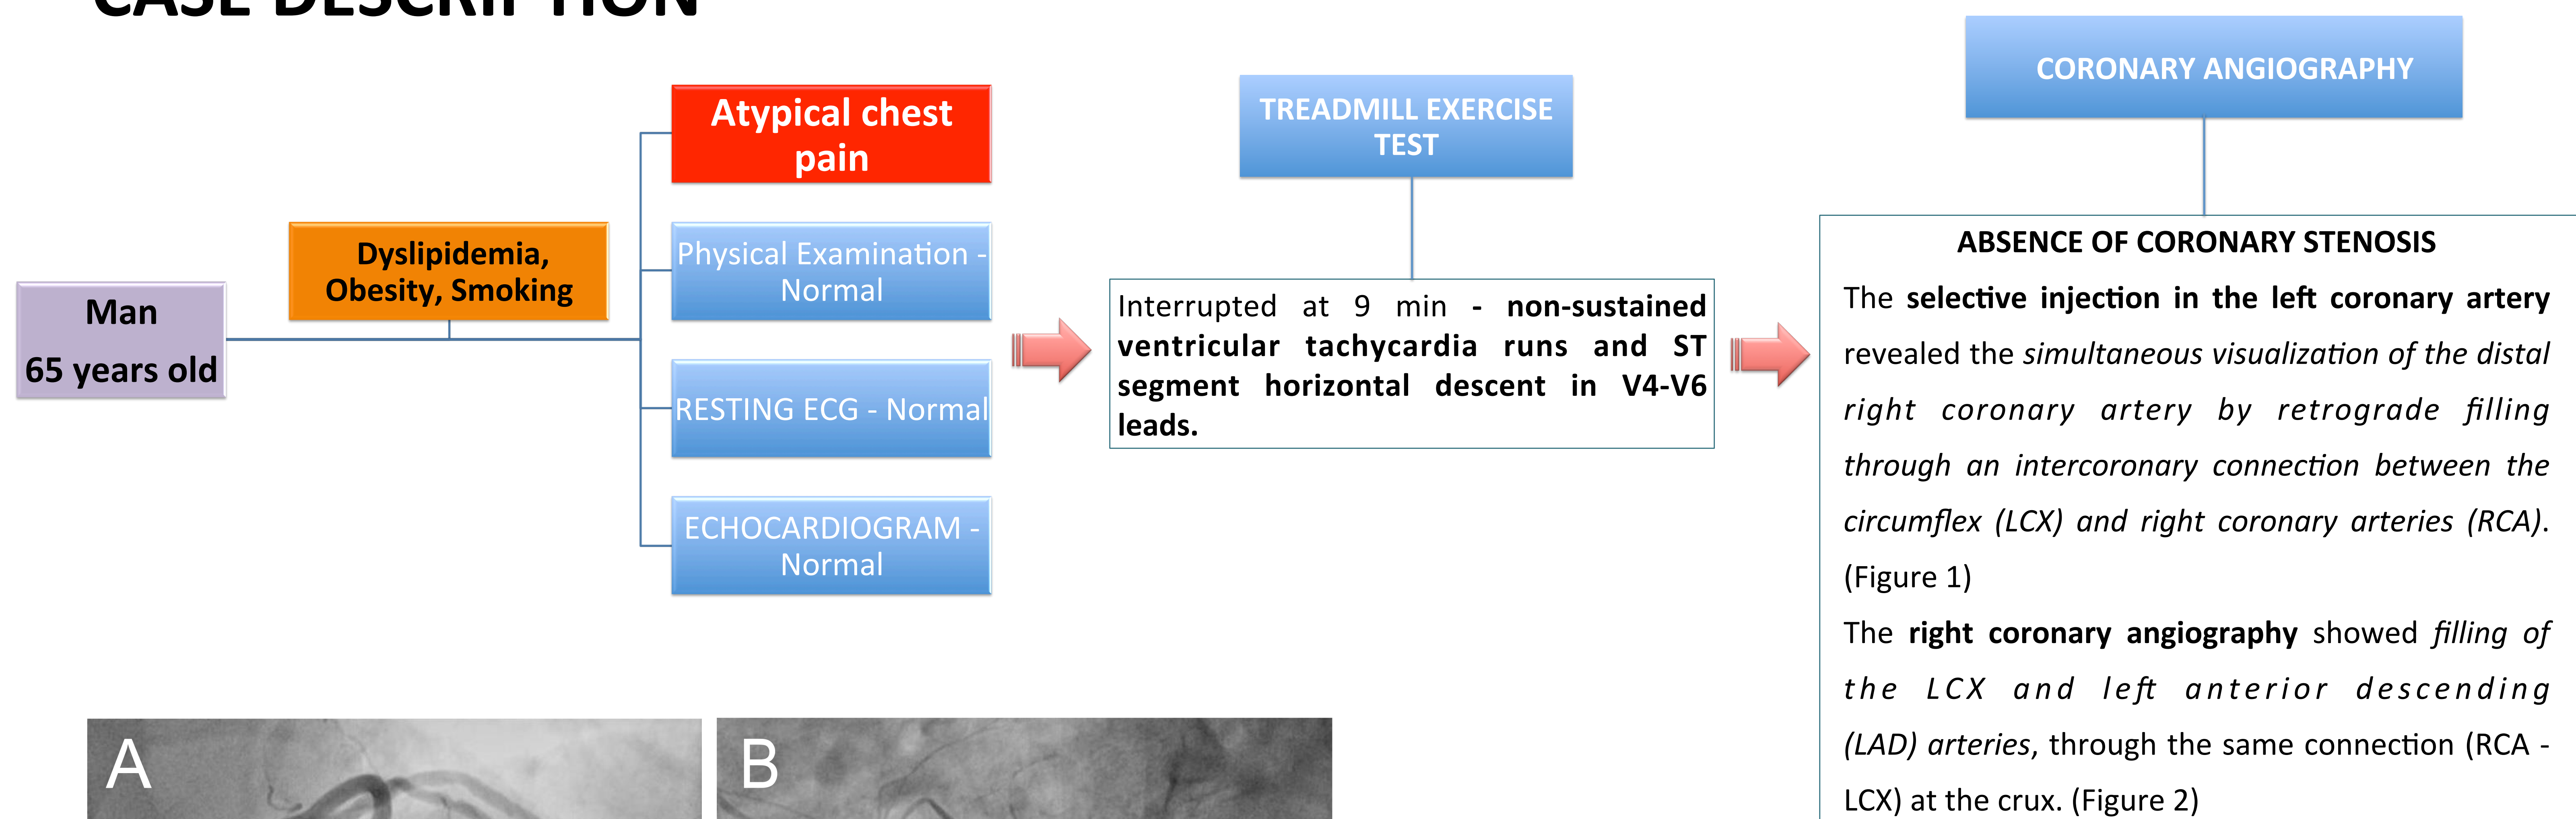 CASE DESCRIPTION
Man
65 years old
Dyslipidemia,
Obesity, Smoking
Atypical chest
pain
Physical Examination -
Normal
RESTING ECG - Normal
ECHOCARDIOGRAM -
Normal
TREADMILL EXERCISE
TEST
Interrupted at 9 min - non-sustained
ventricular tachycardia runs and ST
segment horizontal descent in V4-V6
leads.
CORONARY ANGIOGRAPHY
ABSENCE OF CORONARY STENOSIS
The selective injection in the left coronary artery
revealed the simultaneous visualization of the distal
right coronary artery by retrograde filling
through an intercoronary connection between the
circumflex (LCX) and right coronary arteries (RCA).
(Figure 1)
The right coronary angiography showed filling of
the LCX and left anterior descending
(LAD) arteries, through the same connection (RCA -
LCX) at the crux. (Figure 2)
A
B